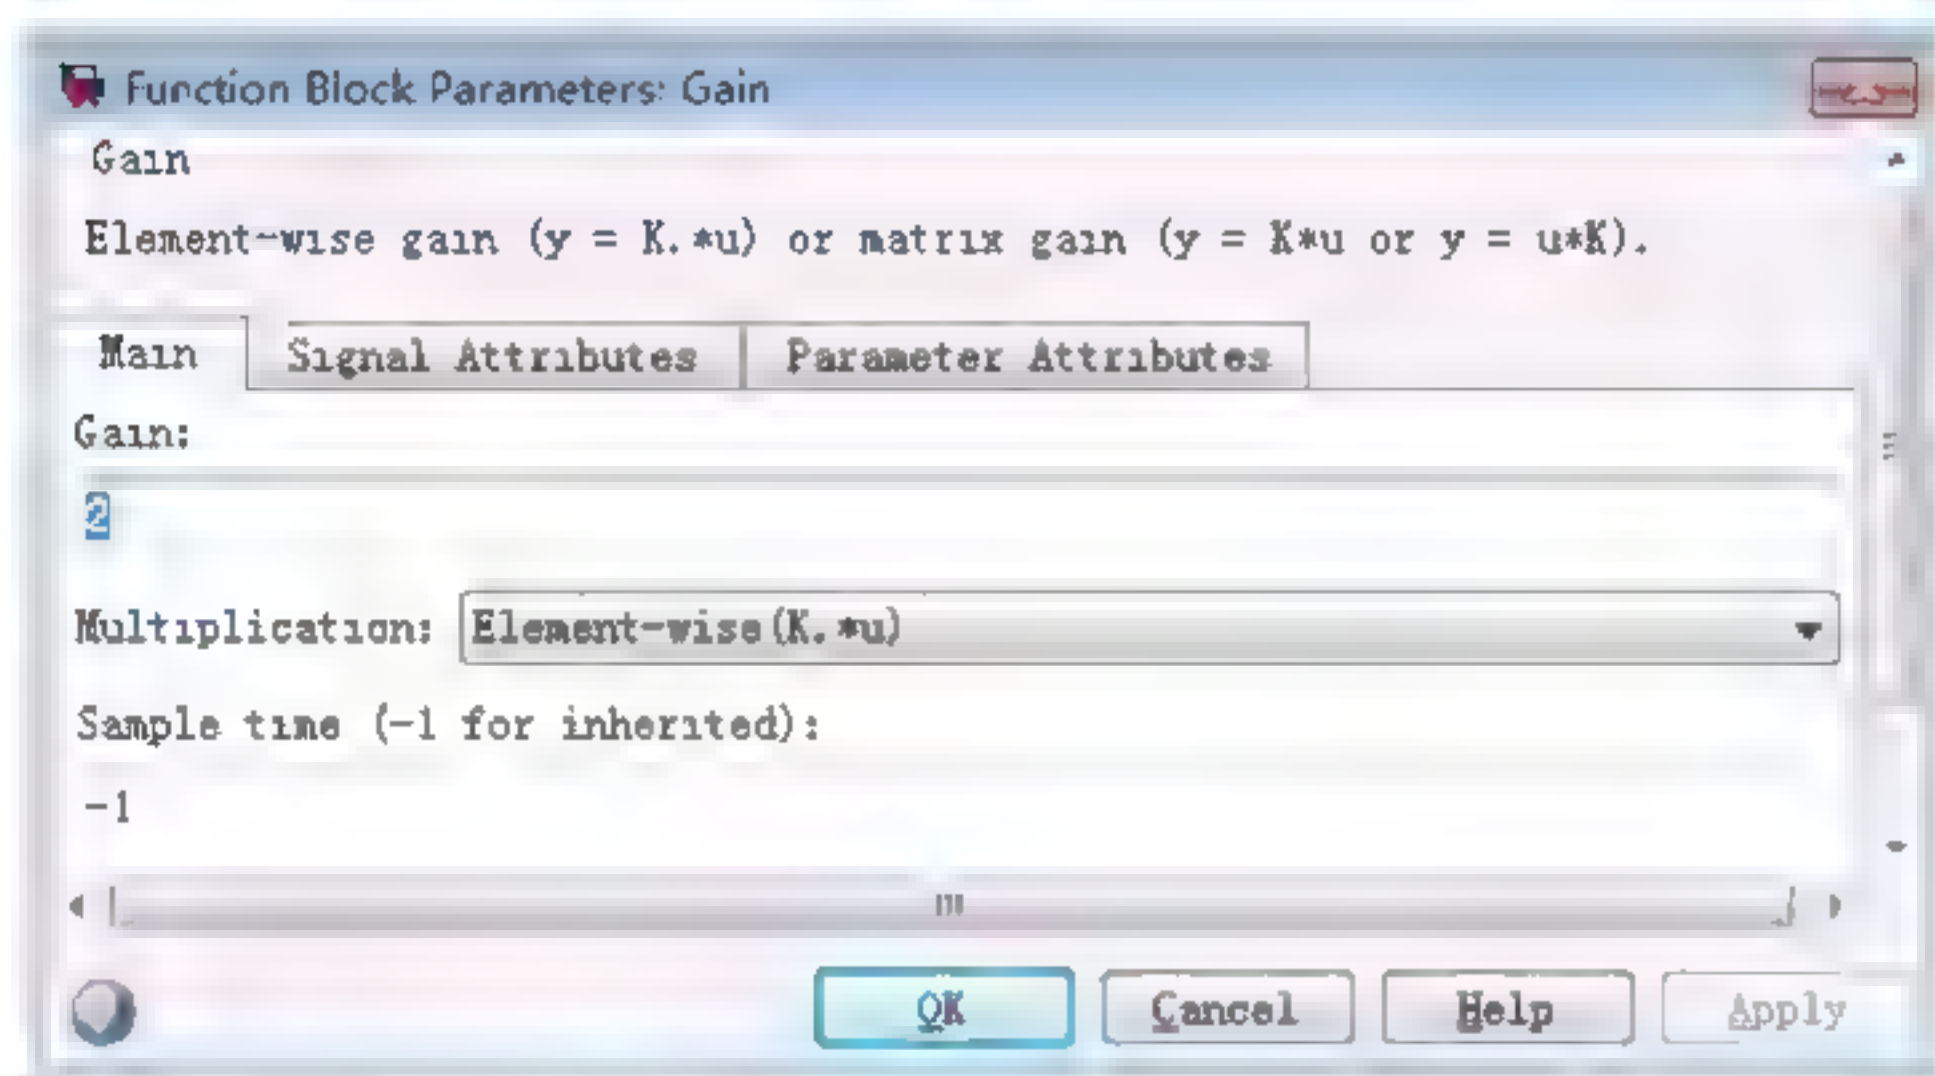 Function Block Parameters: Gain
Gain
Element-wise gain (y = K.*u) or matrix gain (y = K*u or y = u*K).
Main Signal Attributes Parameter Attributes
Gain:
2
Multiplication: Element-wise(K.*u)
Sample time (-1 for inherited):
-1
OK Cancel Help Apply